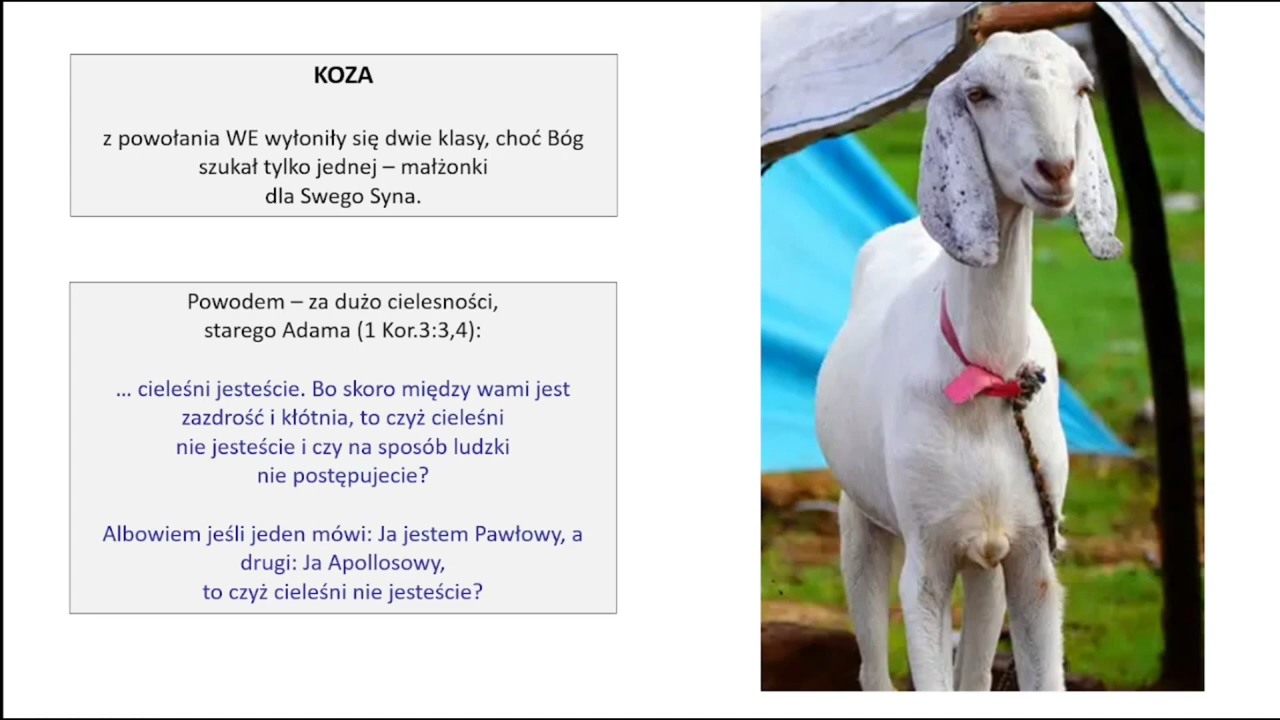 KOZA
z powołania WE wyłoniły się dwie klasy, choć Bóg
szukał tylko jednej – małżonki
dla Swego Syna.
Powodem – za dużo cielesności,
starego Adama (1 Kor.3:3,4):
... cieleśni jesteście. Bo skoro między wami jest
zazdrość i kłótnia, to czyż cieleśni
nie jesteście i czy na sposób ludzki
nie postępujecie?
Albowiem jeśli jeden mówi: Ja jestem Pawłowy, a
drugi: Ja Apollosowy,
to czyż cieleśni nie jesteście?